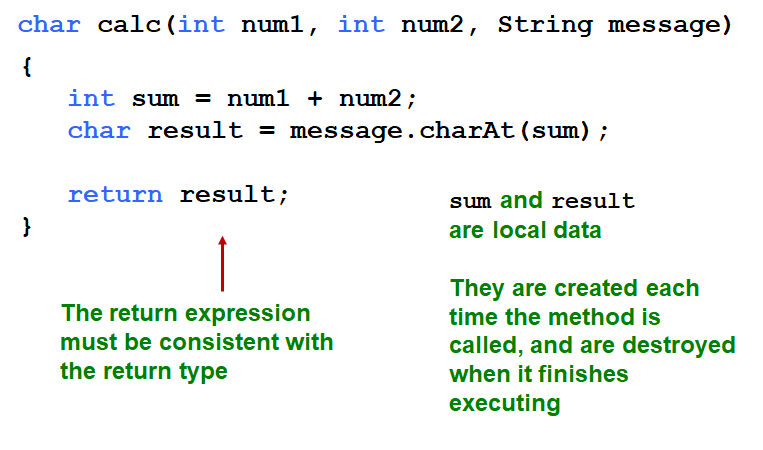 char calc(int num1, int num2, String message)
{
int sum = num1 + num2;
char result = message.charAt(sum);
return result;
}
The return expression
must be consistent with
the return type
sum and result
are local data
They are created each
time the method is
called, and are destroyed
when it finishes
executing